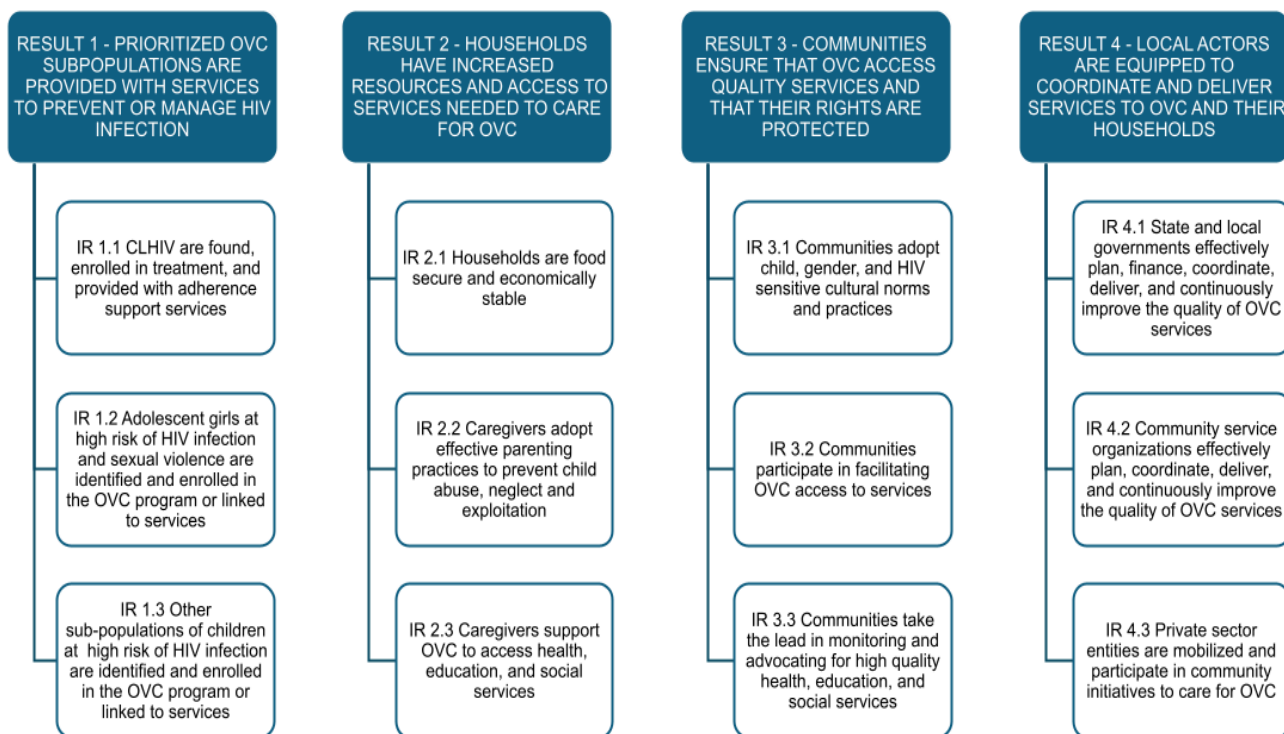 RESULT 1 - PRIORITIZED OVC
SUBPOPULATIONS ARE
PROVIDED WITH SERVICES
TO PREVENT OR MANAGE HIV
INFECTION
IR 1.1 CLHIV are found,
enrolled in treatment, and
provided with adherence
support services
IR 1.2 Adolescent girls at
high risk of HIV infection
and sexual violence are
identified and enrolled in
the OVC program or linked
to services
IR 1.3 Other
sub-populations of children
at high risk of HIV infection
are identified and enrolled
in the OVC program or
linked to services
RESULT 2 - HOUSEHOLDS
HAVE INCREASED
RESOURCES AND ACCESS TO
SERVICES NEEDED TO CARE
FOR OVC
IR 2.1 Households are food
secure and economically
stable
IR 2.2 Caregivers adopt
effective parenting
practices to prevent child
abuse, neglect and
exploitation
IR 2.3 Caregivers support
OVC to access health,
education, and social
services
RESULT 3 - COMMUNITIES
ENSURE THAT OVC ACCESS
QUALITY SERVICES AND
THAT THEIR RIGHTS ARE
PROTECTED
IR 3.1 Communities adopt
child, gender, and HIV
sensitive cultural norms
and practices
IR 3.2 Communities
participate in facilitating
OVC access to services
IR 3.3 Communities take
the lead in monitoring and
advocating for high quality
health, education, and
social services
RESULT 4 - LOCAL ACTORS
ARE EQUIPPED TO
COORDINATE AND DELIVER
SERVICES TO OVC AND THEIR
HOUSEHOLDS
IR 4.1 State and local
governments effectively
plan, finance, coordinate,
deliver, and continuously
improve the quality of OVC
services
IR 4.2 Community service
organizations effectively
plan, coordinate, deliver,
and continuously improve
the quality of OVC services
IR 4.3 Private sector
entities are mobilized and
participate in community
initiatives to care for OVC